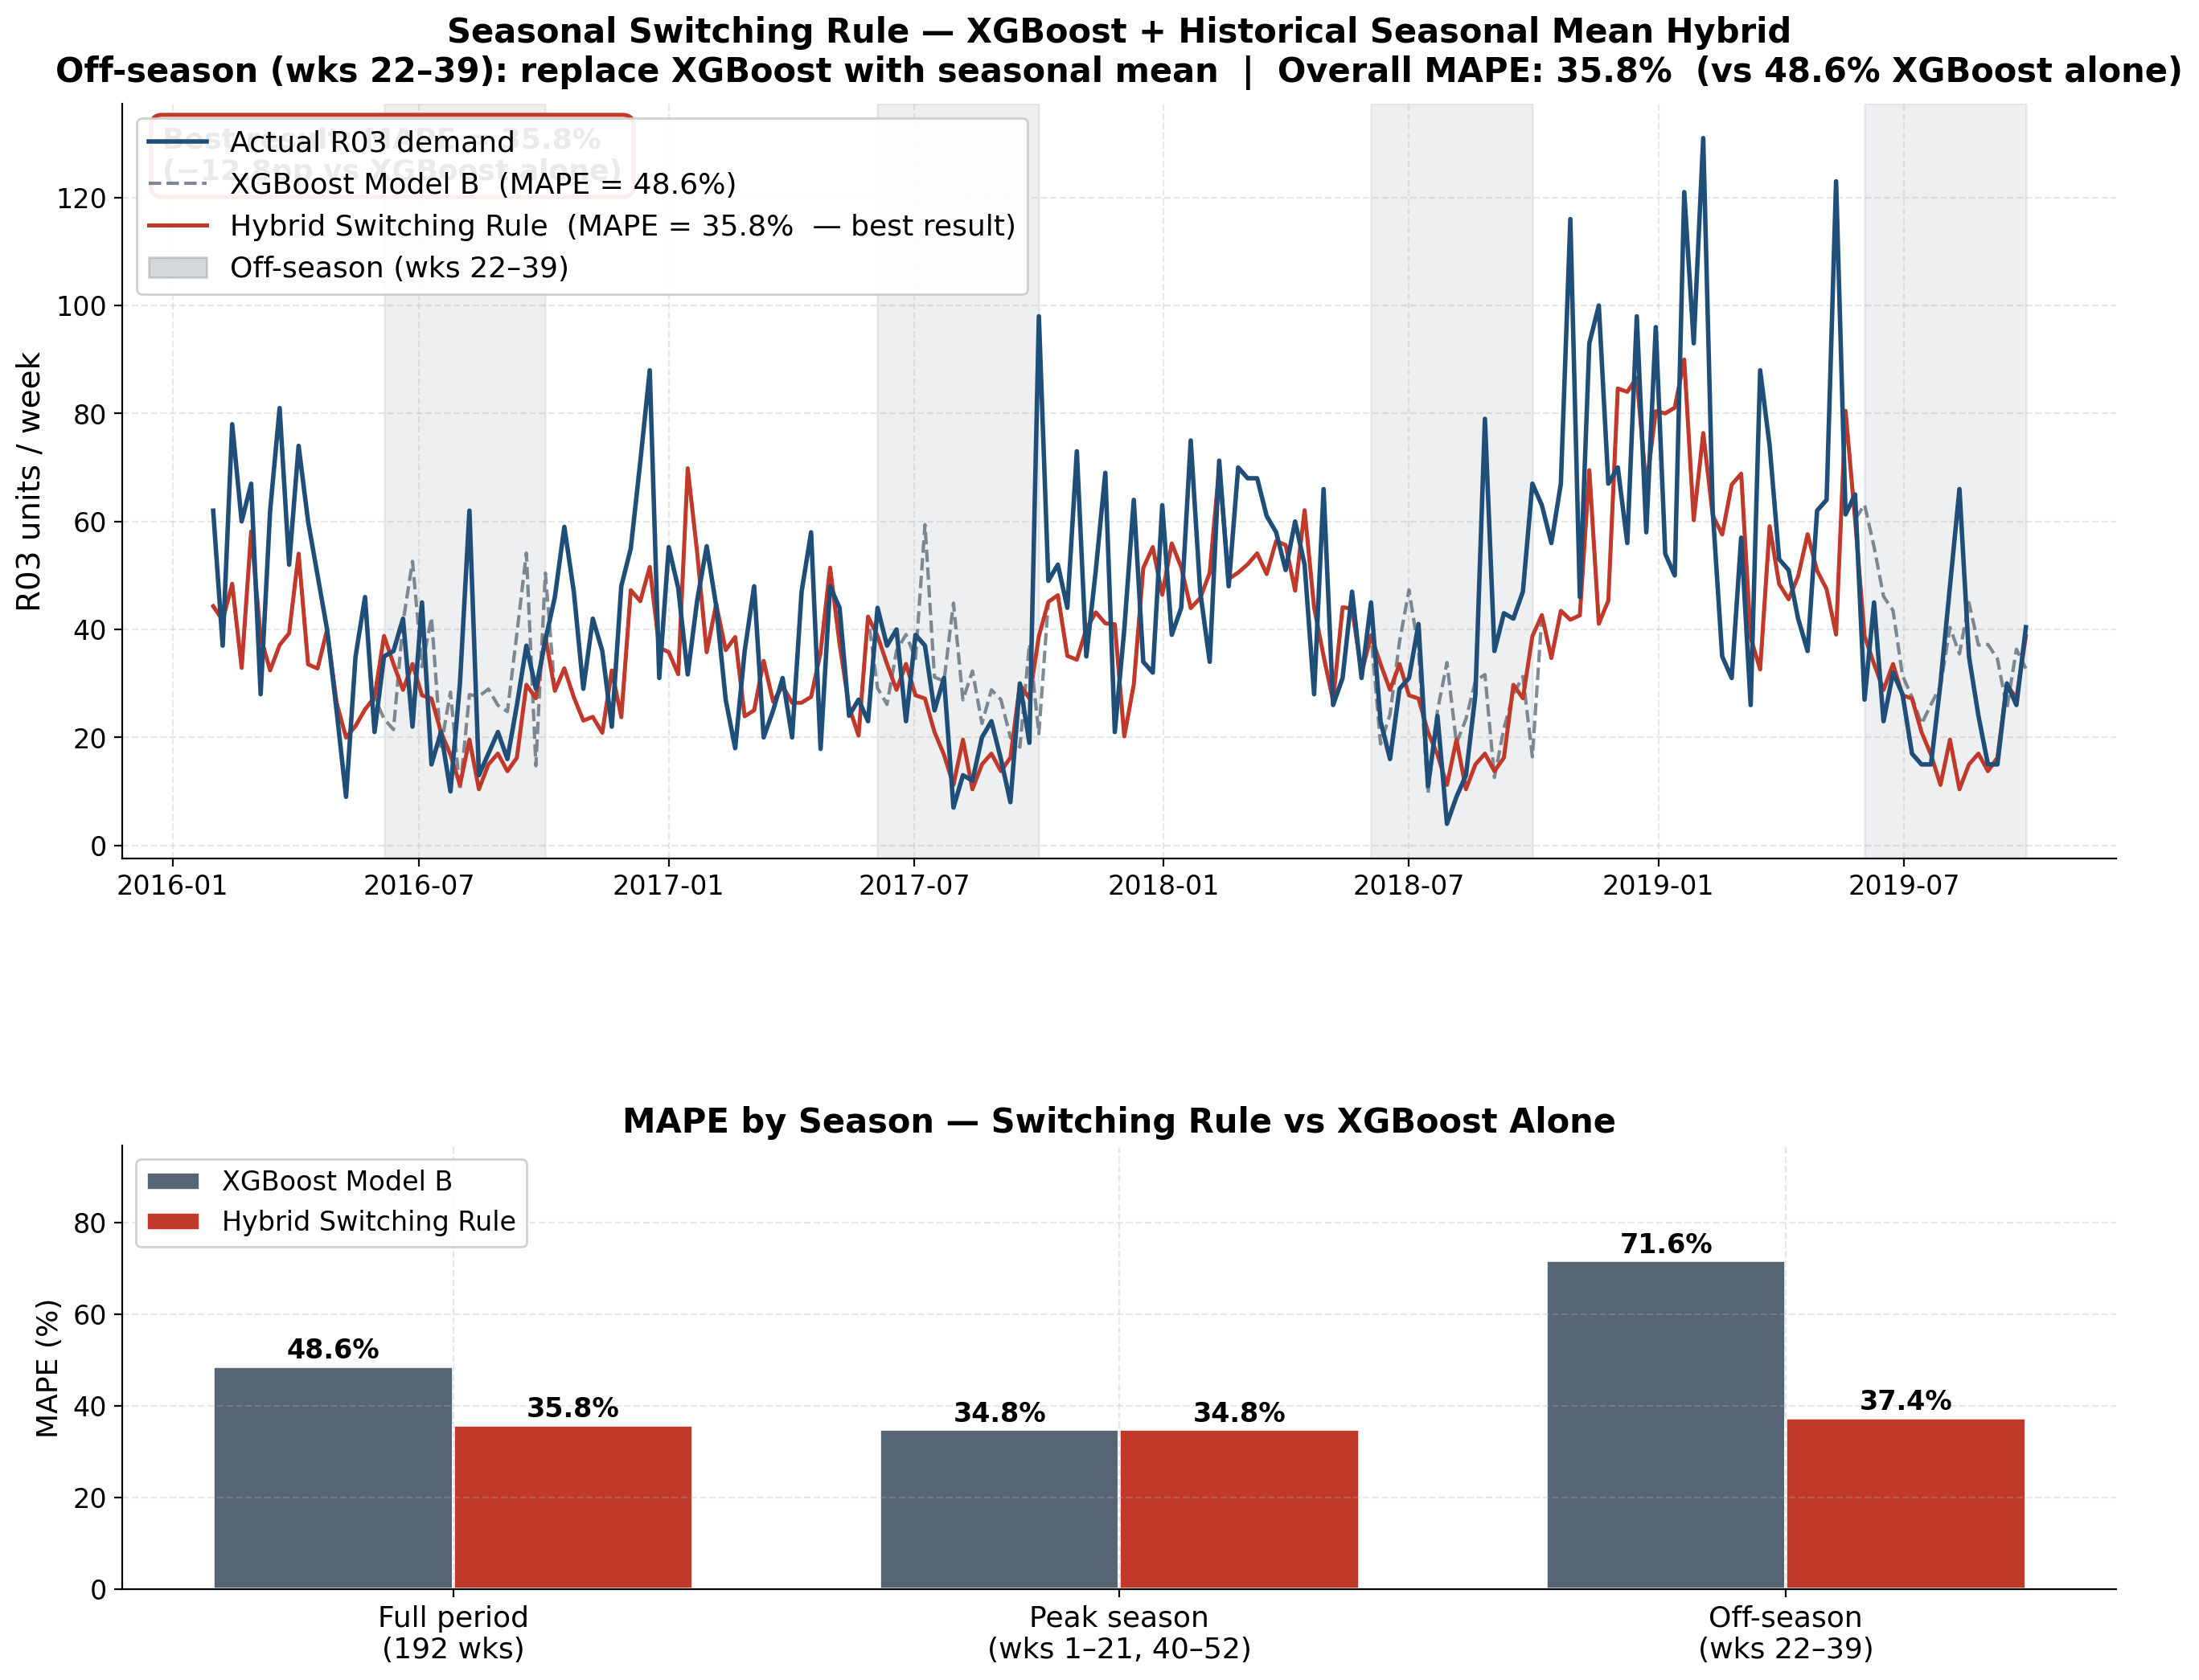 Seasonal Switching Rule — XGBoost + Historical Seasonal Mean Hybrid
Off-season (wks 22–39): replace XGBoost with seasonal mean | Overall MAPE: 35.8% (vs 48.6% XGBoost alone)
Actual R03 demand
XGBoost Model B (MAPE = 48.6%)
Hybrid Switching Rule (MAPE = 35.8% — best result)
Off-season (wks 22–39)
R03 units / week
120
100
80
60
40
20
0
2016-01 2016-07 2017-01 2017-07 2018-01 2018-07 2019-01 2019-07
MAPE by Season — Switching Rule vs XGBoost Alone
XGBoost Model B
Hybrid Switching Rule
MAPE (%)
80
60
40
20
0
48.6% 35.8% 34.8% 34.8% 71.6% 37.4%
Full period
(192 wks)
Peak season
(wks 1–21, 40–52)
Off-season
(wks 22–39)